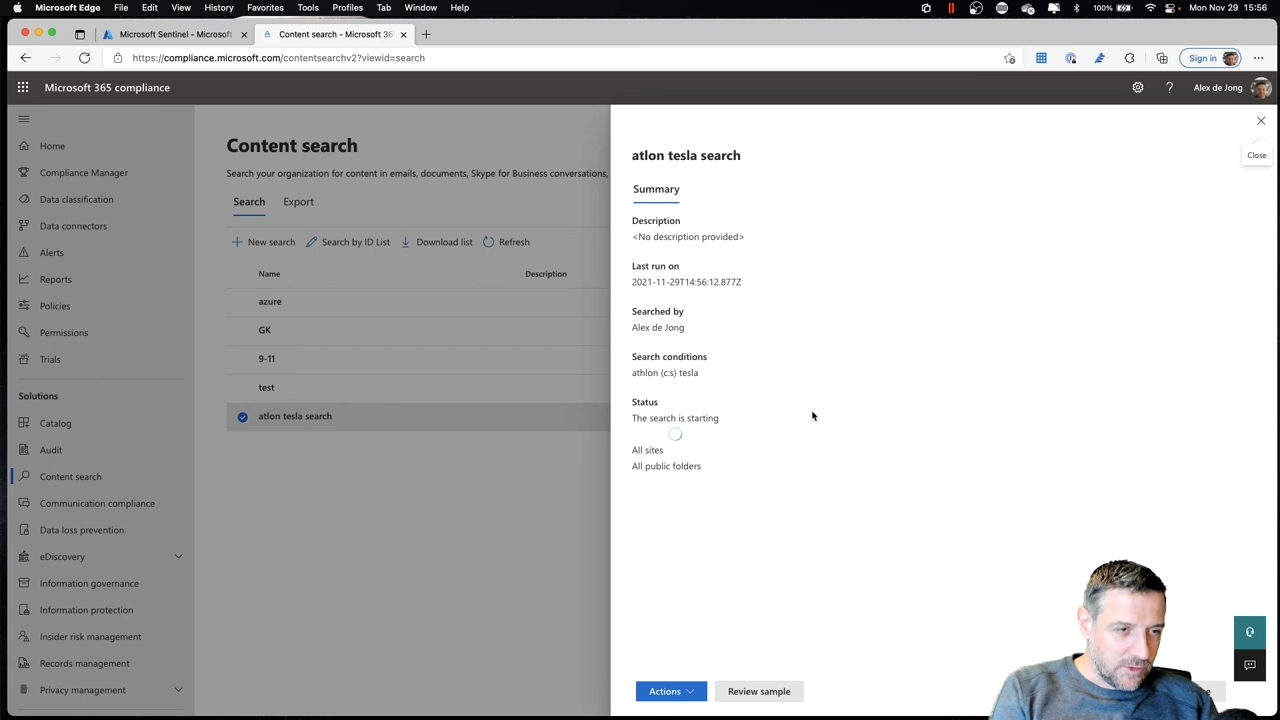 Microsoft Edge File Edit View History Favorites Tools Profiles Tab Window Help 100% Mon Nov 29 15:56
Microsoft Sentinel - Microsoft
Content search - Microsoft 36
https://compliance.microsoft.com/contentsearchv2?viewid=search
Sign in
Microsoft 365 compliance
Alex de Jong
Home
Compliance Manager
Data classification
Data connectors
Alerts
Reports
Policies
Permissions
Trials
Solutions
Catalog
Audit
Content search
Communication compliance
Data loss prevention
eDiscovery
Information governance
Information protection
Insider risk management
Records management
Privacy management
Content search
Search your organization for content in emails, documents, Skype for Business conversations,
Search Export
New search Search by ID List Download list Refresh
Name Description
azure
GK
9-11
test
atlon tesla search
Close
atlon tesla search
Summary
Description
<No description provided>
Last run on
2021-11-29T14:56:12.877Z
Searched by
Alex de Jong
Search conditions
athlon (c:s) tesla
Status
The search is starting
All sites
All public folders
Actions Review sample